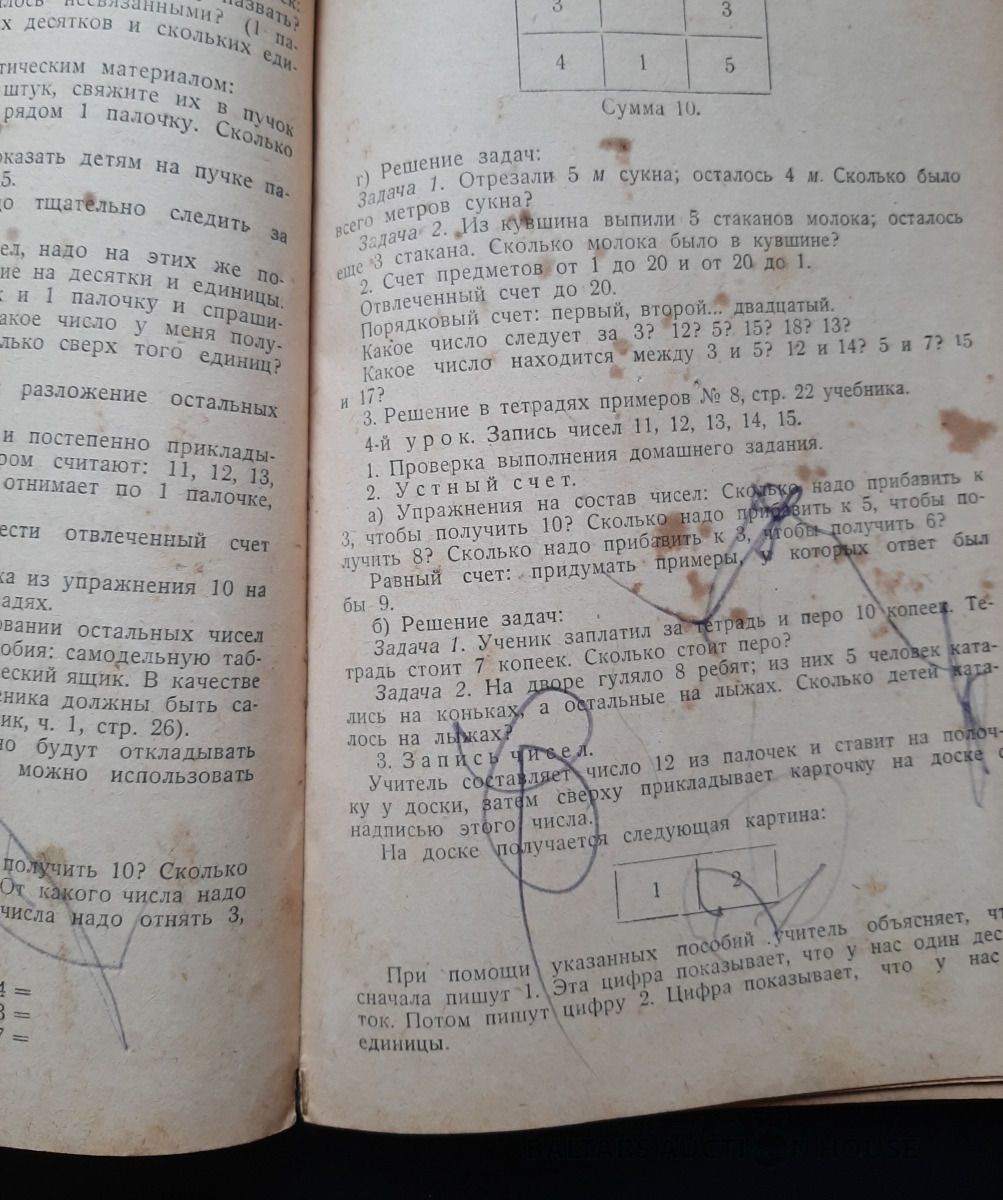 назвать?
несвязанными? (1 па-
х десятков и скольких еди-
материалом:
штук, свяжите их в пучок
рядом 1 палочку. Сколько
детям на пучке па-
5.
тщательно следить за
надо на этих же по-
на десятки и единицы.
и 1 палочку и спраши-
число у меня полу-
сверх того единиц?
разложение остальных
и постепенно приклады-
считают: 11, 12, 13,
отнимает по 1 палочке,
отвлеченный счет
из упражнения 10 на
остальных чисел
самодельную таб-
ящик. В качестве
должны быть са-
ч. 1, стр. 26).
будут откладывать
можно использовать
получить 10? Сколько
От какого числа надо
числа надо отнять 3,
4 =
3 =
7 =
3 3
4 1 5
Сумма 10.
г) Решение задач:
Задача 1. Отрезали 5 м сукна; осталось 4 м. Сколько было
всего метров сукна?
Задача 2. Из кувшина выпили 5 стаканов молока; осталось
еще 3 стакана. Сколько молока было в кувшине?
2. Счет предметов от 1 до 20 и от 20 до 1.
Отвлеченный счет до 20.
Порядковый счет: первый, второй... двадцатый.
Какое число следует за 3? 12? 5? 15? 18? 13?
Какое число находится между 3 и 5? 12 и 14? 5 и 7? 15
и 17?
3. Решение в тетрадях примеров № 8, стр. 22 учебника.
4-й урок. Запись чисел 11, 12, 13, 14, 15.
1. Проверка выполнения домашнего задания.
2. Устный счет.
а) Упражнения на состав чисел: Сколько надо прибавить к
3, чтобы получить 10? Сколько надо прибавить к 5, чтобы по-
лучить 8? Сколько надо прибавить к 3, чтобы получить 6?
Равный счет: придумать примеры, у которых ответ был
бы 9.
б) Решение задач:
Задача 1. Ученик заплатил за тетрадь и перо 10 копеек. Те-
традь стоит 7 копеек. Сколько стоит перо?
Задача 2. На дворе гуляло 8 ребят; из них 5 человек ката-
лись на коньках, а остальные на лыжах. Сколько детей ката-
лось на лыжах?
3. Запись чисел.
Учитель составляет число 12 из палочек и ставит на полоч-
ку у доски, затем сверху прикладывает карточку на доске с
надписью этого числа.
На доске получается следующая картина:
1 2
При помощи указанных пособий учитель объясняет, чт
сначала пишут 1. Эта цифра показывает, что у нас один деся
ток. Потом пишут цифру 2. Цифра показывает, что у нас
единицы.
BALTABS AUCTION HOUSE